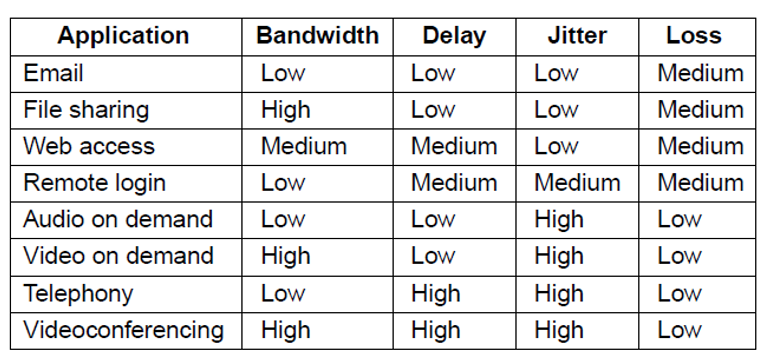 Application Bandwidth Delay Jitter Loss
Email Low Low Low Medium
File sharing High Low Low Medium
Web access Medium Medium Low Medium
Remote login Low Medium Medium Medium
Audio on demand Low Low High Low
Video on demand High Low High Low
Telephony Low High High Low
Videoconferencing High High High Low